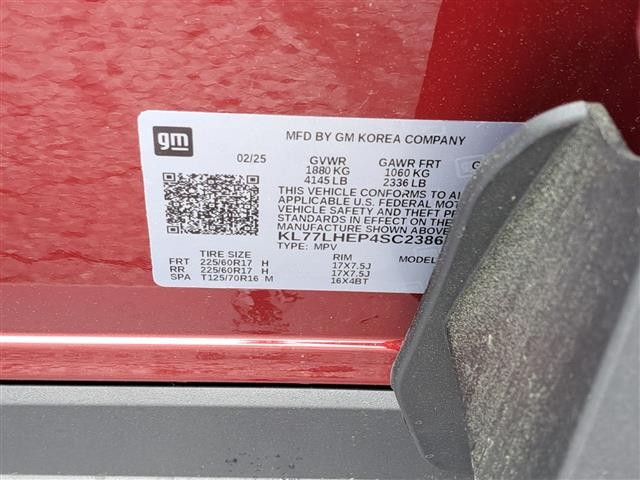 gm
MFD BY GM KOREA COMPANY
02/25 GVWR GAWR FRT
1880 KG 1060 KG
4145 LB 2336 LB
THIS VEHICLE CONFORMS TO
APPLICABLE U.S. FEDERAL
VEHICLE SAFETY AND THEFT
STANDARDS IN EFFECT ON
MANUFACTURE SHOWN
KL77LHEP4SC2386
TYPE: MPV
TIRE SIZE RIM MODEL
FRT 225/60R17 H 17X7.5J
RR 225/60R17 H 17X7.5J
SPA T125/70R16 M 16X4BT